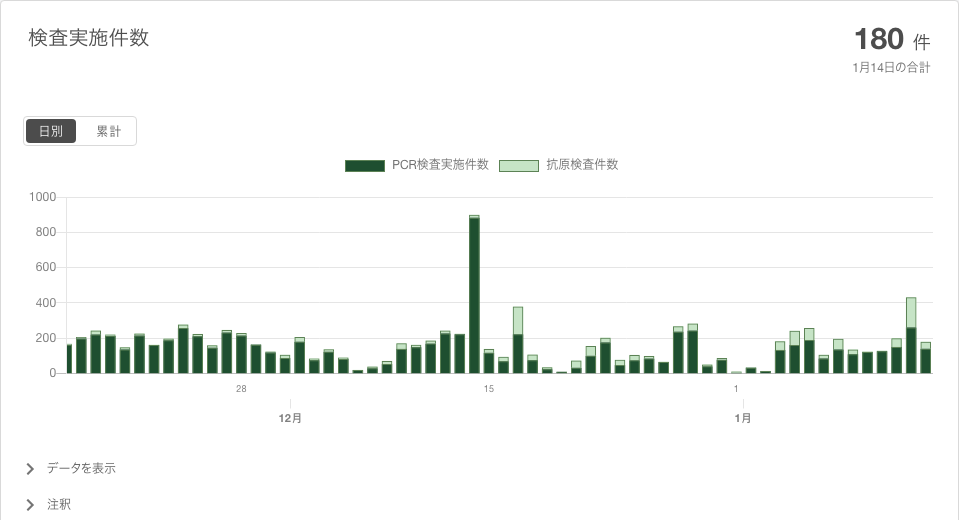 検査実施件数
180 件
1月14日の合計
日別 累計
PCR検査実施件数 抗原検査件数
1000
800
600
400
200
0
28 15 1
12月 1月
データを表示
注釈